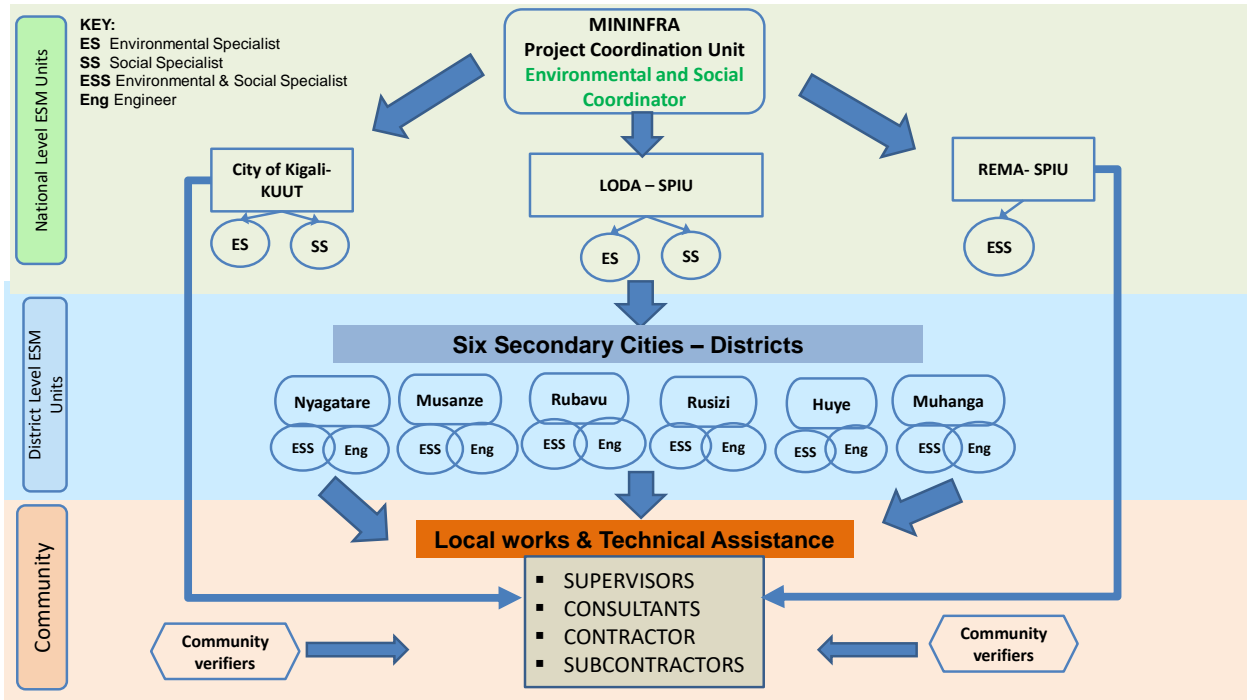 KEY:
ES Environmental Specialist
SS Social Specialist
ESS Environmental & Social Specialist
Eng Engineer
MININFRA
Project Coordination Unit
Environmental and Social
Coordinator
National Level ESM Units
City of Kigali-
KUUT
LODA – SPIU
REMA- SPIU
ES
SS
ES
SS
ESS
District Level ESM
Units
Six Secondary Cities – Districts
Nyagatare
Musanze
Rubavu
Rusizi
Huye
Muhanga
ESS
Eng
ESS
Eng
ESS
Eng
ESS
Eng
ESS
Eng
ESS
Eng
Community
Local works & Technical Assistance
▪ SUPERVISORS
▪ CONSULTANTS
▪ CONTRACTOR
▪ SUBCONTRACTORS
Community
verifiers
Community
verifiers